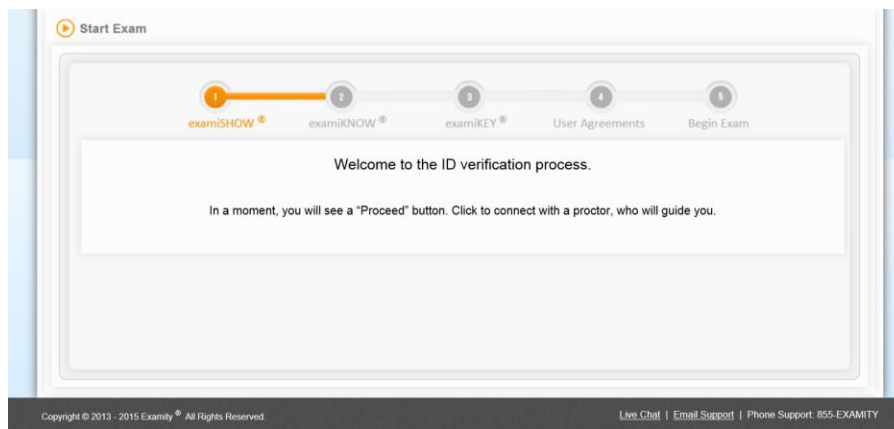 Start Exam
1 2 3 4 5
examiSHOW ® examiKNOW ® examiKEY ® User Agreements Begin Exam
Welcome to the ID verification process.
In a moment, you will see a “Proceed” button. Click to connect with a proctor, who will guide you.
Copyright © 2013 - 2015 Examity ® All Rights Reserved. Live Chat | Email Support | Phone Support: 855-EXAMITY